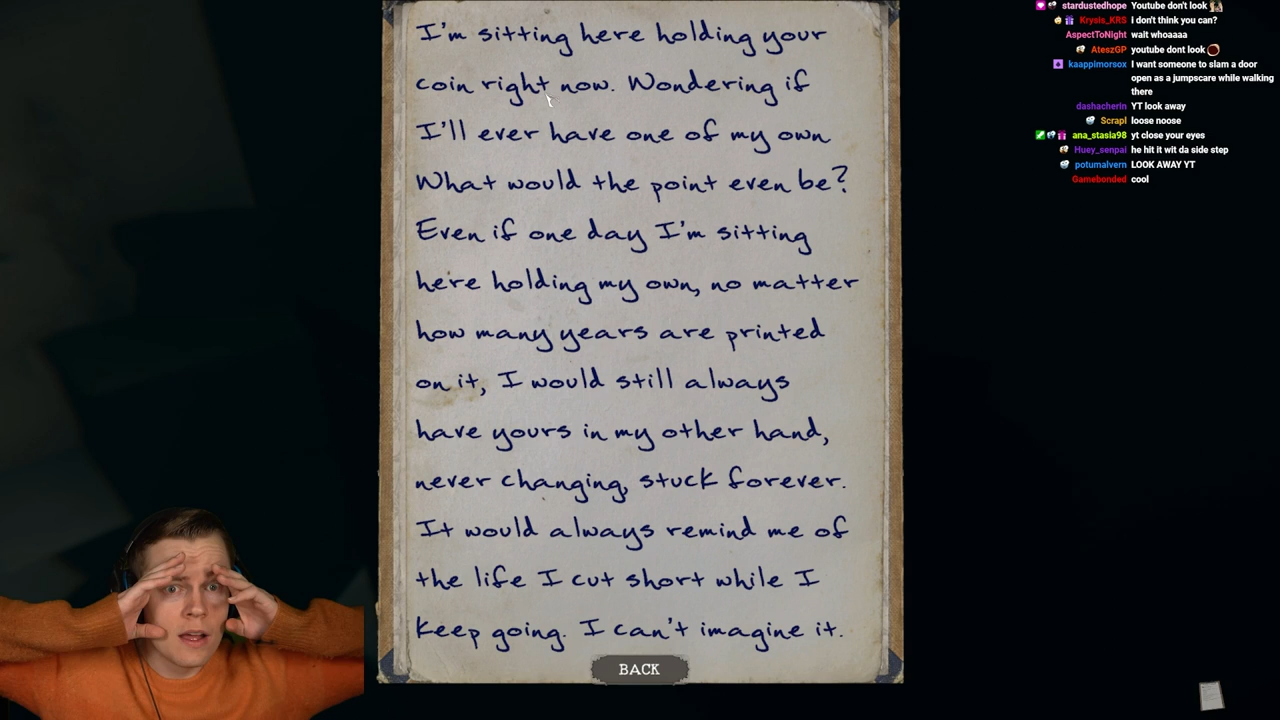 I'm sitting here holding your
coin right now. Wondering if
I'll ever have one of my own
What would the point even be?
Even if one day I'm sitting
here holding my own, no matter
how many years are printed
on it, I would still always
have yours in my other hand,
never changing, stuck forever.
It would always remind me of
the life I cut short while I
keep going. I can't imagine it.
BACK
stardustedhope Youtube don't look
Krysis_KRS I don't think you can?
AspectToNight wait whoaaaa
AteszGP youtube dont look
kaappimorsox I want someone to slam a door
open as a jumpscare while walking
there
dashacherin YT look away
Scrapl loose noose
ana_stasia98 yt close your eyes
Huey_senpai he hit it wit da side step
potumalvern LOOK AWAY YT
Gamebonded cool